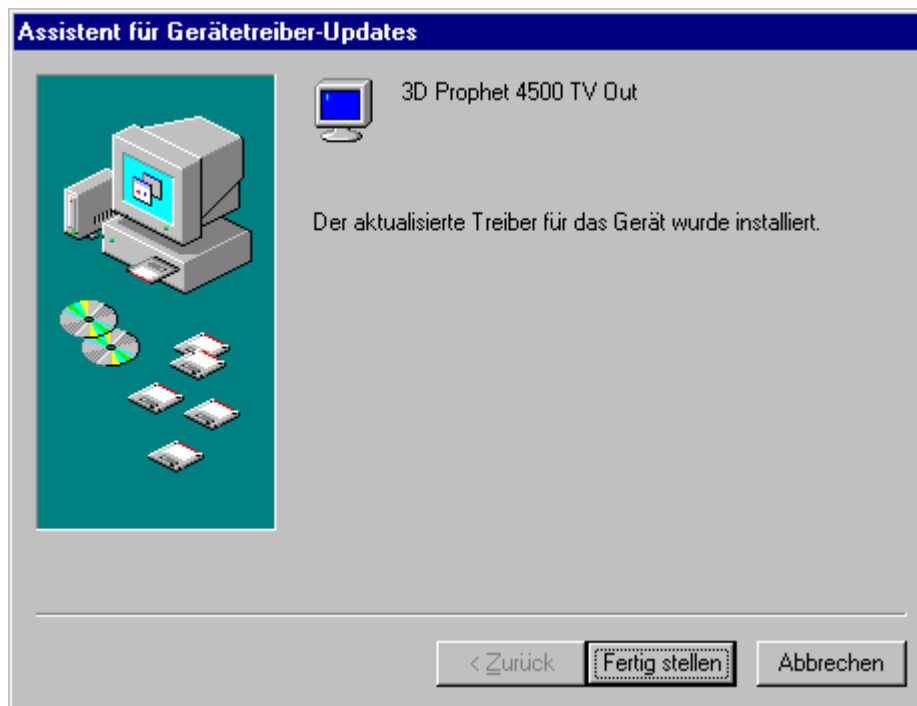 Assistent für Gerätetreiber-Updates
3D Prophet 4500 TV Out
Der aktualisierte Treiber für das Gerät wurde installiert.
< Zurück
Fertig stellen
Abbrechen